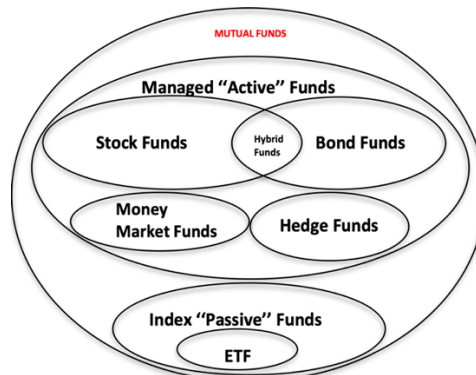 MUTUAL FUNDS
Managed “Active” Funds
Stock Funds
Hybrid
Funds
Bond Funds
Money
Market Funds
Hedge Funds
Index “Passive” Funds
ETF